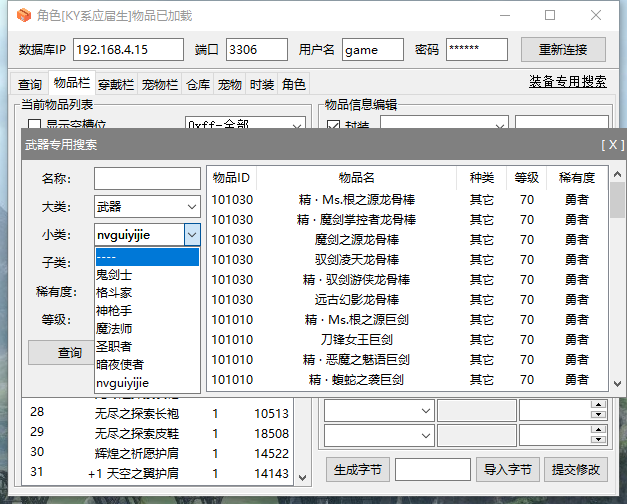 角色[KY系应届生]物品已加载
数据库IP 192.168.4.15 端口 3306 用户名 game 密码 ****** 重新连接
查询 物品栏 穿戴栏 宠物栏 仓库 宠物 时装 角色 装备专用搜索
当前物品列表 物品信息编辑
显示空槽位 0xff-全部 封装
武器专用搜索 [ X ]
名称:
大类: 武器
小类: nvguiyijie
子类:
稀有度:
等级:
查询
----
鬼剑士
格斗家
神枪手
魔法师
圣职者
暗夜使者
nvguiyijie
物品ID 物品名 种类 等级 稀有度
101030 精·Ms.根之源龙骨棒 其它 70 勇者
101030 精·魔剑掌控者龙骨棒 其它 70 勇者
101030 魔剑之源龙骨棒 其它 70 勇者
101030 驭剑凌天龙骨棒 其它 70 勇者
101030 精·驭剑游侠龙骨棒 其它 70 勇者
101030 远古幻影龙骨棒 其它 70 勇者
101010 精·Ms.根之源巨剑 其它 70 勇者
101010 刀锋女王巨剑 其它 70 勇者
101010 精·恶魔之魅语巨剑 其它 70 勇者
101010 精·蝮蛇之袭巨剑 其它 70 勇者
28 无尽之探索长袍 1 10513
29 无尽之探索皮鞋 1 18508
30 辉煌之祈愿护肩 1 14543
31 +1 天空之翼护肩 1 14122
生成字节 导入字节 提交修改